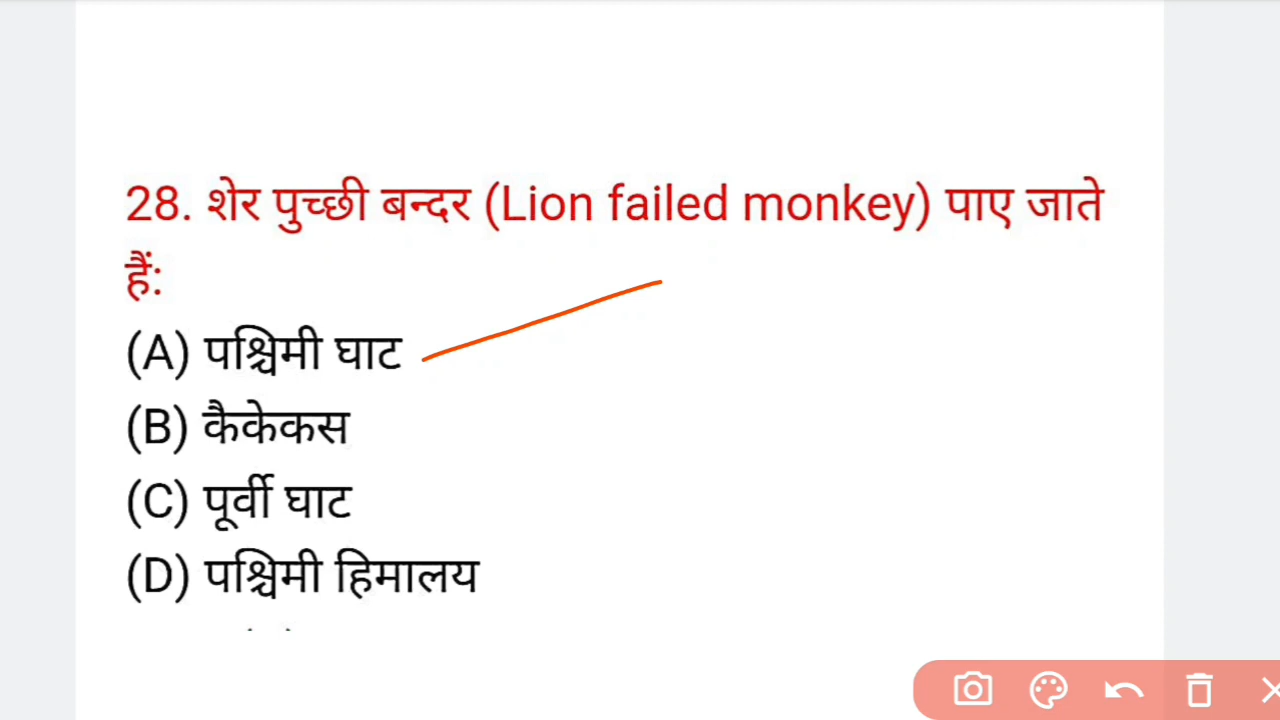 28. शेर पुच्छी बन्दर (Lion failed monkey) पाए जाते
हैं:
(A) पश्चिमी घाट
(B) कैकेकस
(C) पूर्वी घाट
(D) पश्चिमी हिमालय